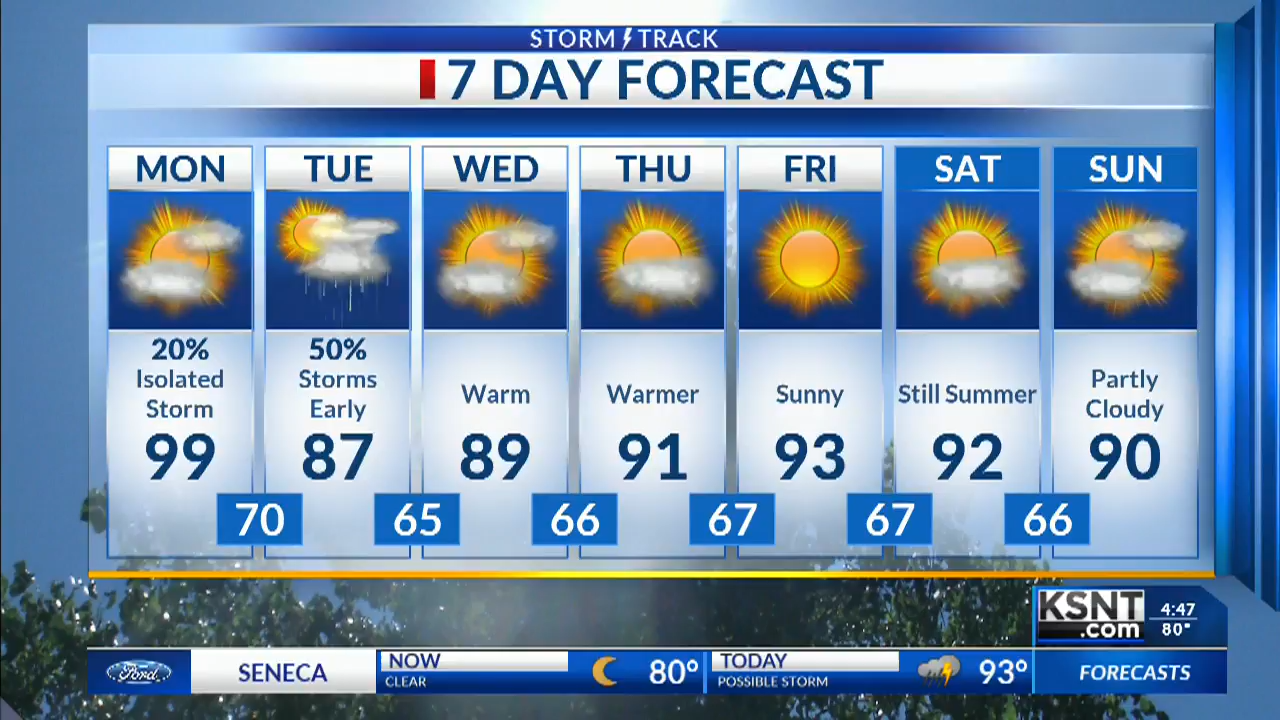 STORM TRACK
7 DAY FORECAST
MON
TUE
WED
THU
FRI
SAT
SUN
20%
Isolated
Storm
99
50%
Storms
Early
87
Warm
89
Warmer
91
Sunny
93
Still Summer
92
Partly
Cloudy
90
70
65
66
67
67
66
KSNT
.com
4:47
80°
Ford
SENECA
NOW
CLEAR
80°
TODAY
POSSIBLE STORM
93°
FORECASTS